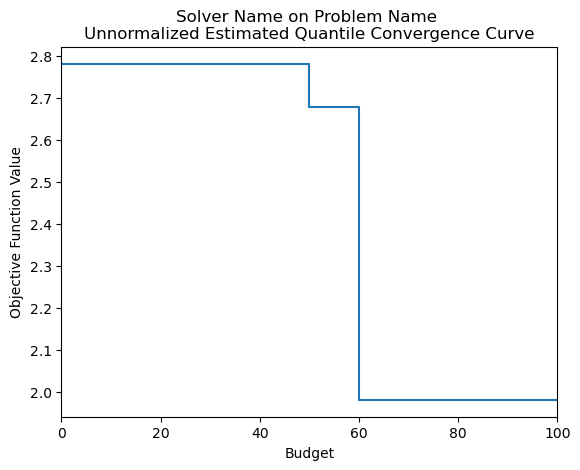 Solver Name on Problem Name
Unnormalized Estimated Quantile Convergence Curve
2.8
2.7
2.6
2.5
2.4
2.3
2.2
2.1
2.0
Objective Function Value
0 20 40 60 80 100
Budget